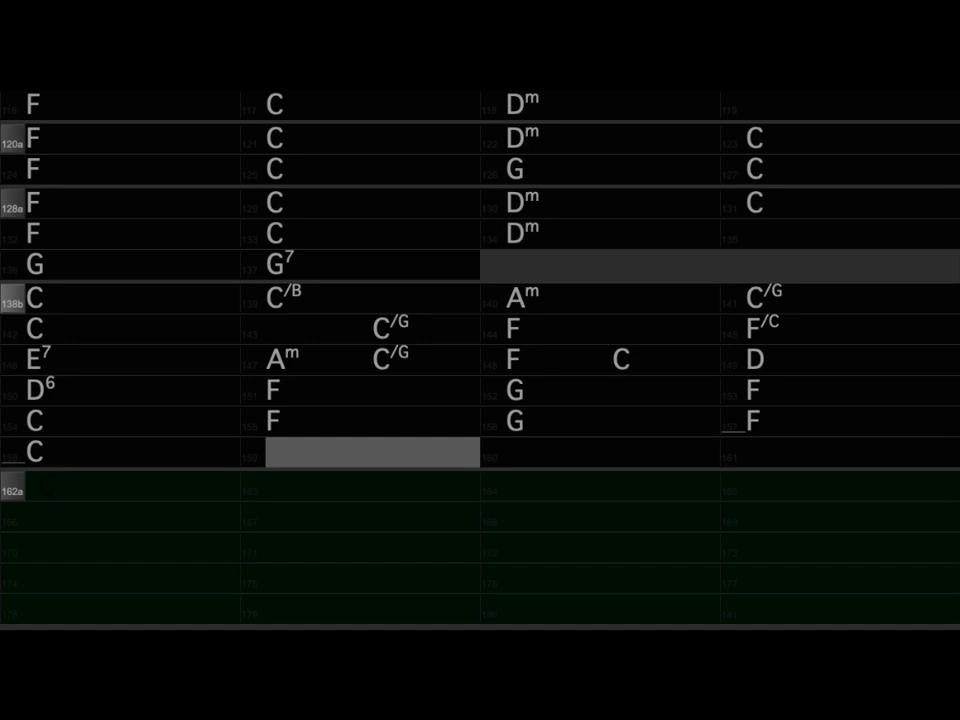 116 F 117 C 118 Dm 119
120a F 121 C 122 Dm 123 C
124 F 125 C 126 G 127 C
128a F 129 C 130 Dm 131 C
132 F 133 C 134 Dm 135
136 G 137 G7
138b C 139 C/B 140 Am 141 C/G
142 C 143 C/G 144 F 145 F/C
146 E7 147 Am C/G 148 F C 149 D
150 D6 151 F 152 G 153 F
154 C 155 F 156 G 157 F
158 C 159 160 161
162a 163 164 165
166 167 168 169
170 171 172 173
174 175 176 177
178 179 180 181